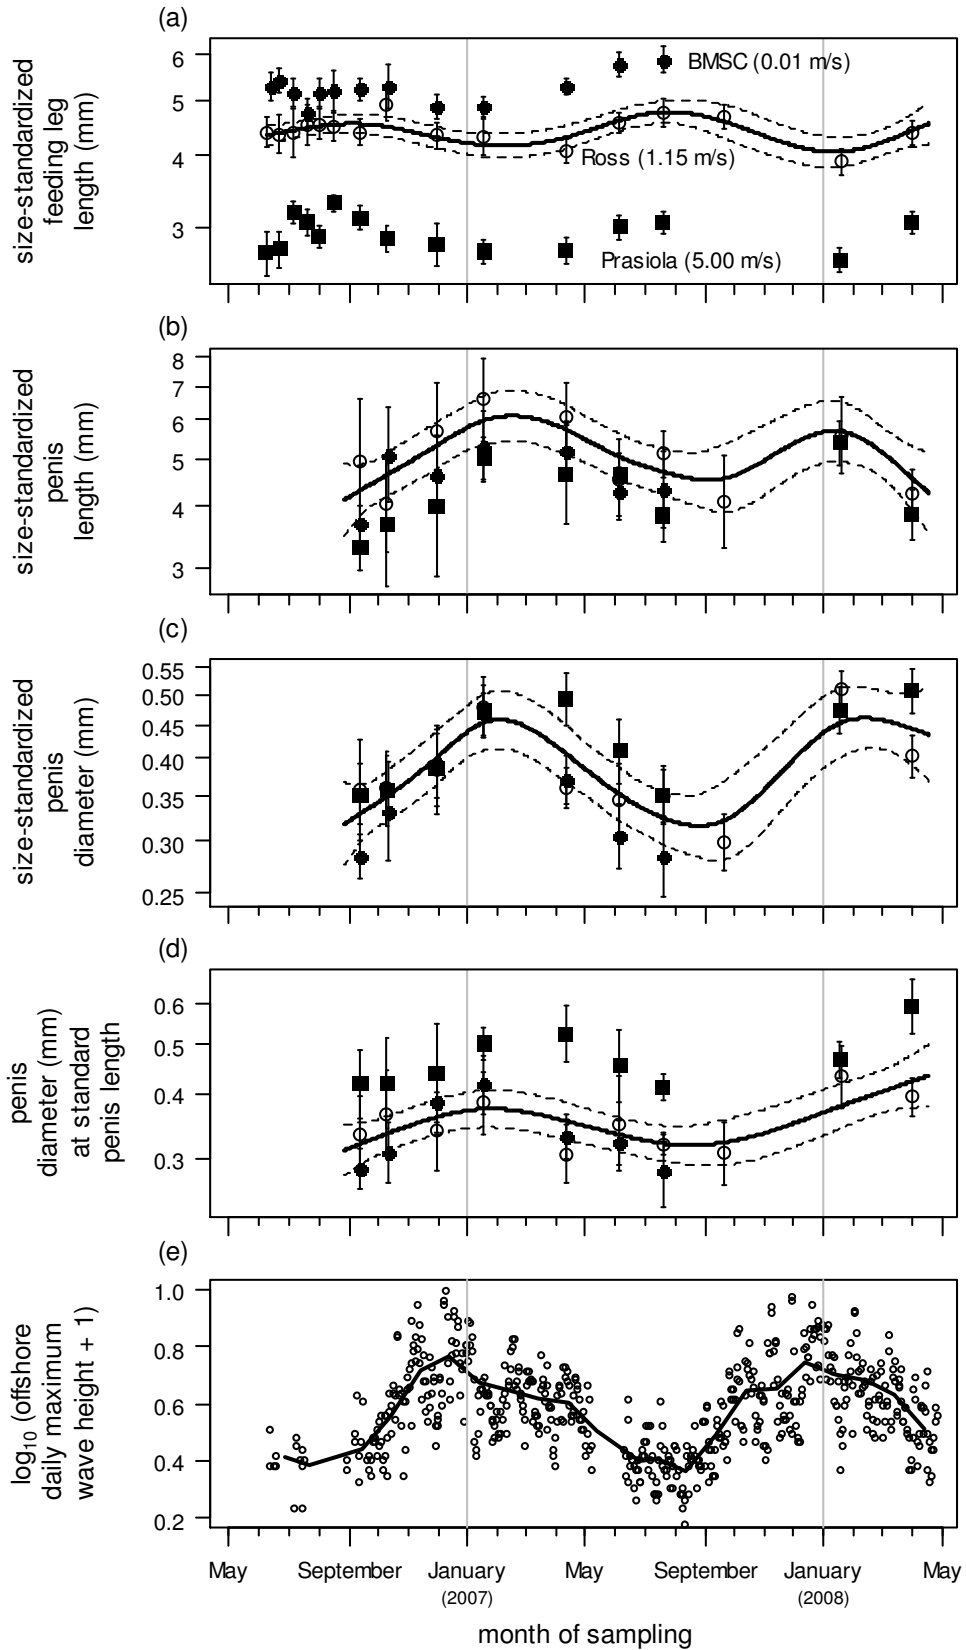 (a)
size-standardized
feeding leg
length (mm)
6
5
4
3
BMSC (0.01 m/s)
Ross (1.15 m/s)
Prasiola (5.00 m/s)
(b)
size-standardized
penis
length (mm)
8
7
6
5
4
3
(c)
size-standardized
penis
diameter (mm)
0.55
0.50
0.45
0.40
0.35
0.30
0.25
(d)
penis
diameter (mm)
at standard
penis length
0.6
0.5
0.4
0.3
(e)
log10 (offshore
daily maximum
wave height + 1)
1.0
0.8
0.6
0.4
0.2
May September January May September January May
(2007) (2008)
month of sampling